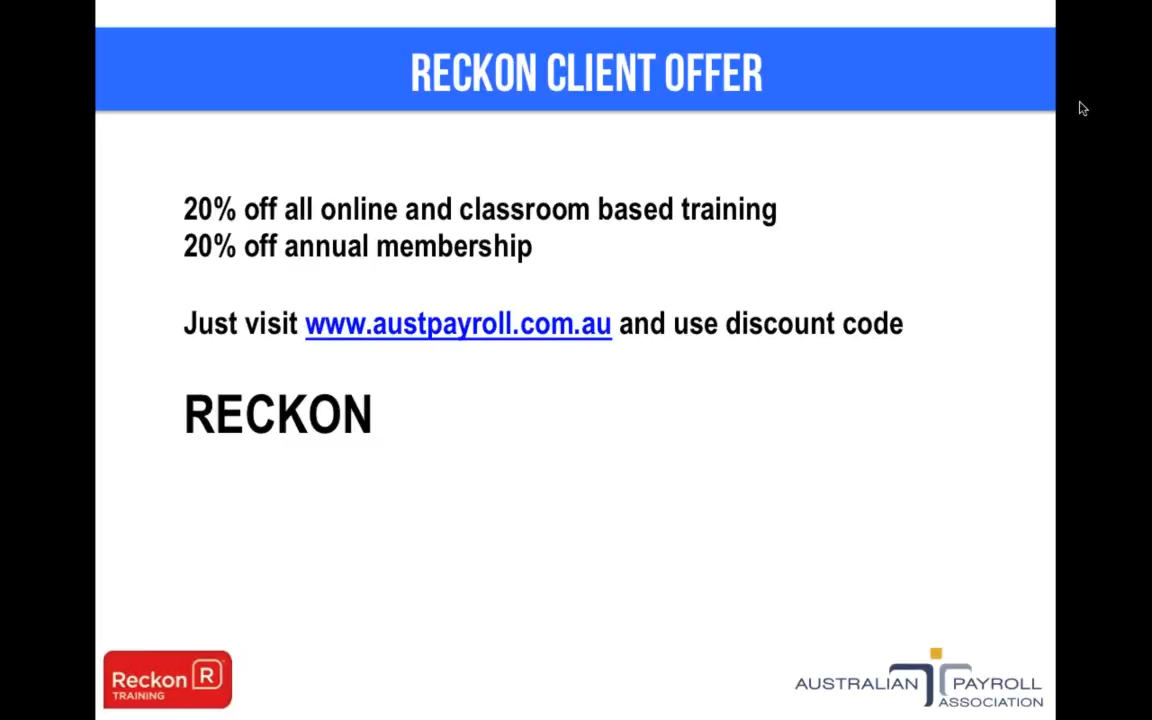 RECKON CLIENT OFFER
20% off all online and classroom based training
20% off annual membership
Just visit www.austpayroll.com.au and use discount code
RECKON
Reckon R
TRAINING
AUSTRALIAN PAYROLL
ASSOCIATION